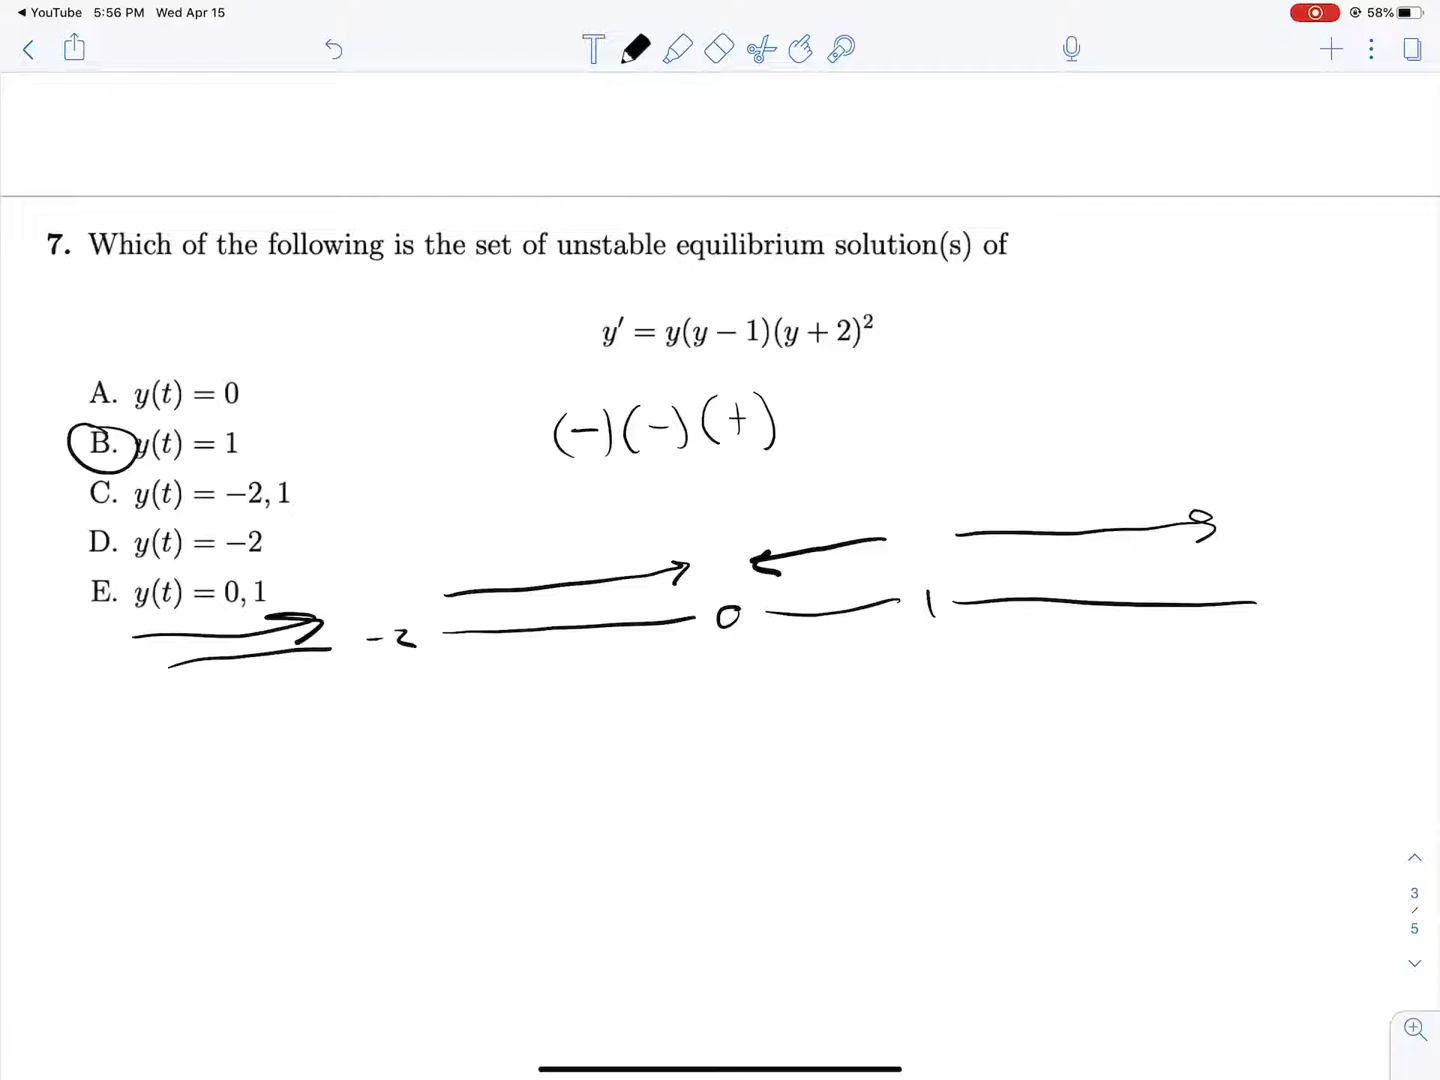 ◀ YouTube 5:56 PM Wed Apr 15 58%
7. Which of the following is the set of unstable equilibrium solution(s) of
y′ = y(y − 1)(y + 2)²
A. y(t) = 0
(−)(−)(+)
B. y(t) = 1
C. y(t) = −2, 1
D. y(t) = −2
E. y(t) = 0, 1
-2 0 1
3
/
5